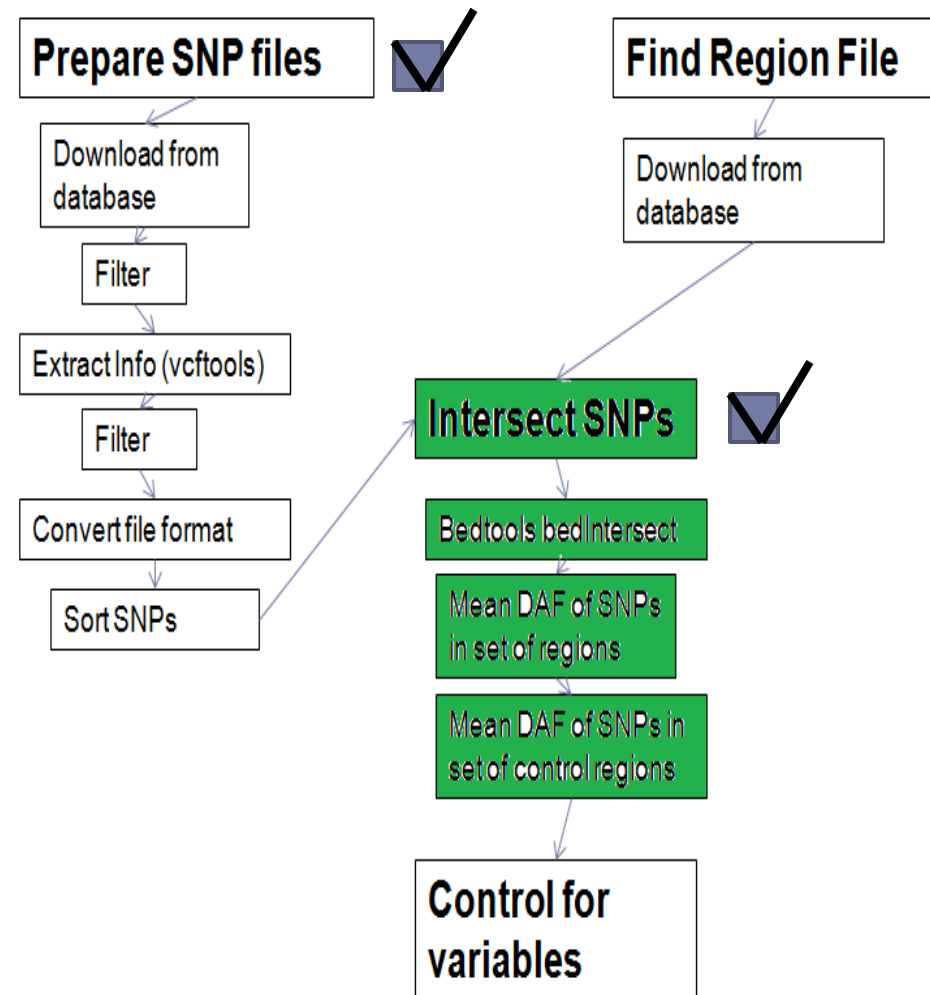 Prepare SNP files
Download from
database
Filter
Extract Info (vcftools)
Filter
Convert file format
Sort SNPs
Find Region File
Download from
database
Intersect SNPs
Bedtools bedIntersect
Mean DAF of SNPs
in set of regions
Mean DAF of SNPs in
set of control regions
Control for
variables